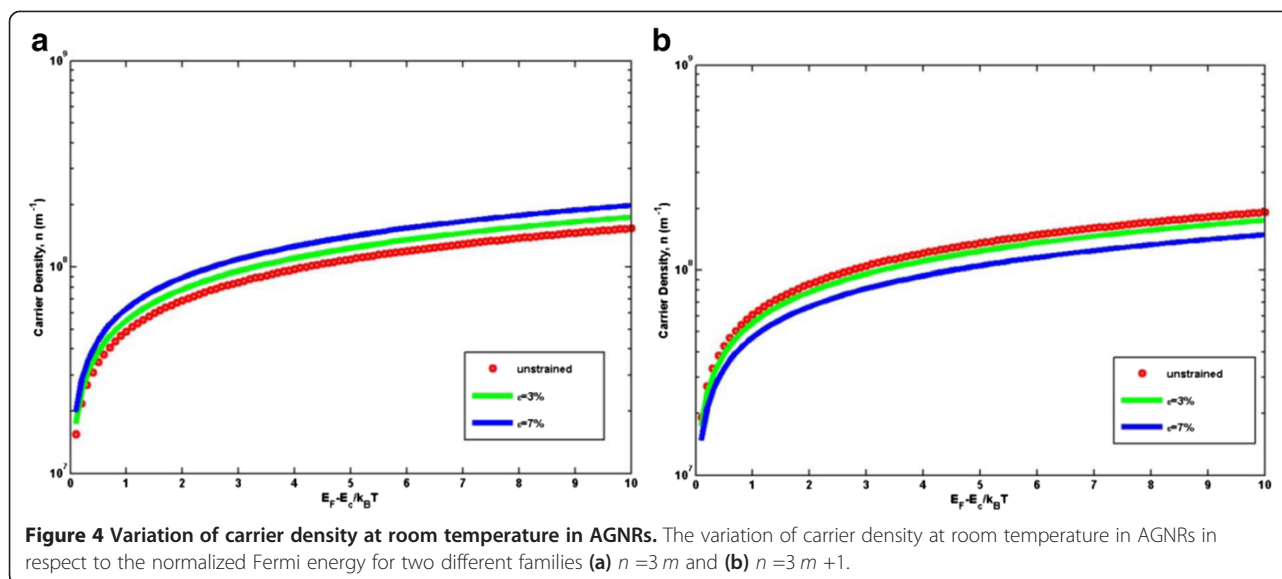 a
10⁹
10⁸
10⁷
Carrier Density, n (m⁻¹)
unstrained
ε=3%
ε=7%
0 1 2 3 4 5 6 7 8 9 10
E_F-E_c/k_BT
b
10⁹
10⁸
10⁷
Carrier Density, n (m⁻¹)
unstrained
ε=3%
ε=7%
0 1 2 3 4 5 6 7 8 9 10
E_F-E_c/k_BT
Figure 4 Variation of carrier density at room temperature in AGNRs. The variation of carrier density at room temperature in AGNRs in
respect to the normalized Fermi energy for two different families (a) n =3 m and (b) n =3 m +1.